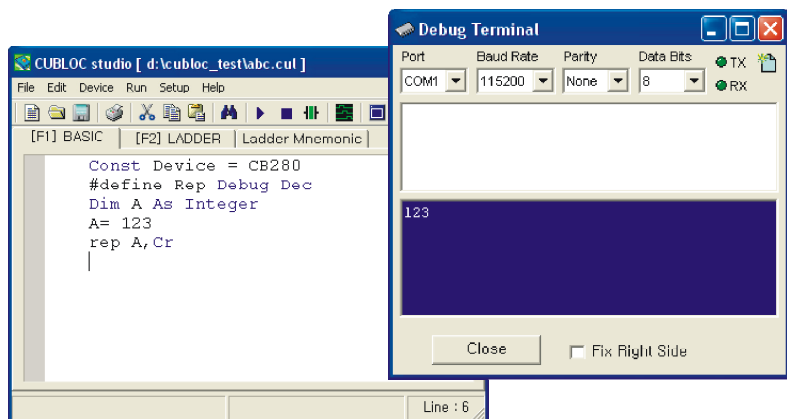 CUBLOC studio [ d:\cubloc_test\abc.cul ]
File Edit Device Run Setup Help
[F1] BASIC [F2] LADDER Ladder Mnemonic
Const Device = CB280
#define Rep Debug Dec
Dim A As Integer
A= 123
rep A,Cr
Line : 6
Debug Terminal
Port Baud Rate Parity Data Bits
COM1 115200 None 8
TX
RX
123
Close Fix Right Side